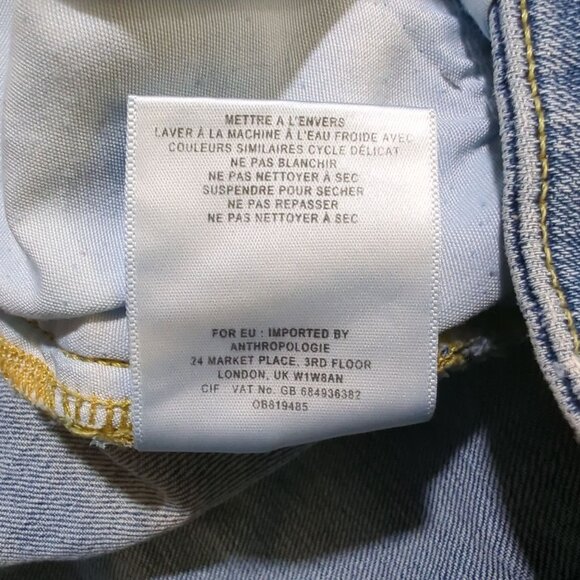 METTRE A L'ENVERS
LAVER À LA MACHINE À L'EAU FROIDE AVEC
COULEURS SIMILAIRES CYCLE DÉLICAT
NE PAS BLANCHIR
NE PAS NETTOYER À SEC
SUSPENDRE POUR SECHER
NE PAS REPASSER
NE PAS NETTOYER À SEC
FOR EU : IMPORTED BY
ANTHROPOLOGIE
24 MARKET PLACE, 3RD FLOOR
LONDON, UK W1W8AN
CIF : VAT No. GB 684936382
OB819485